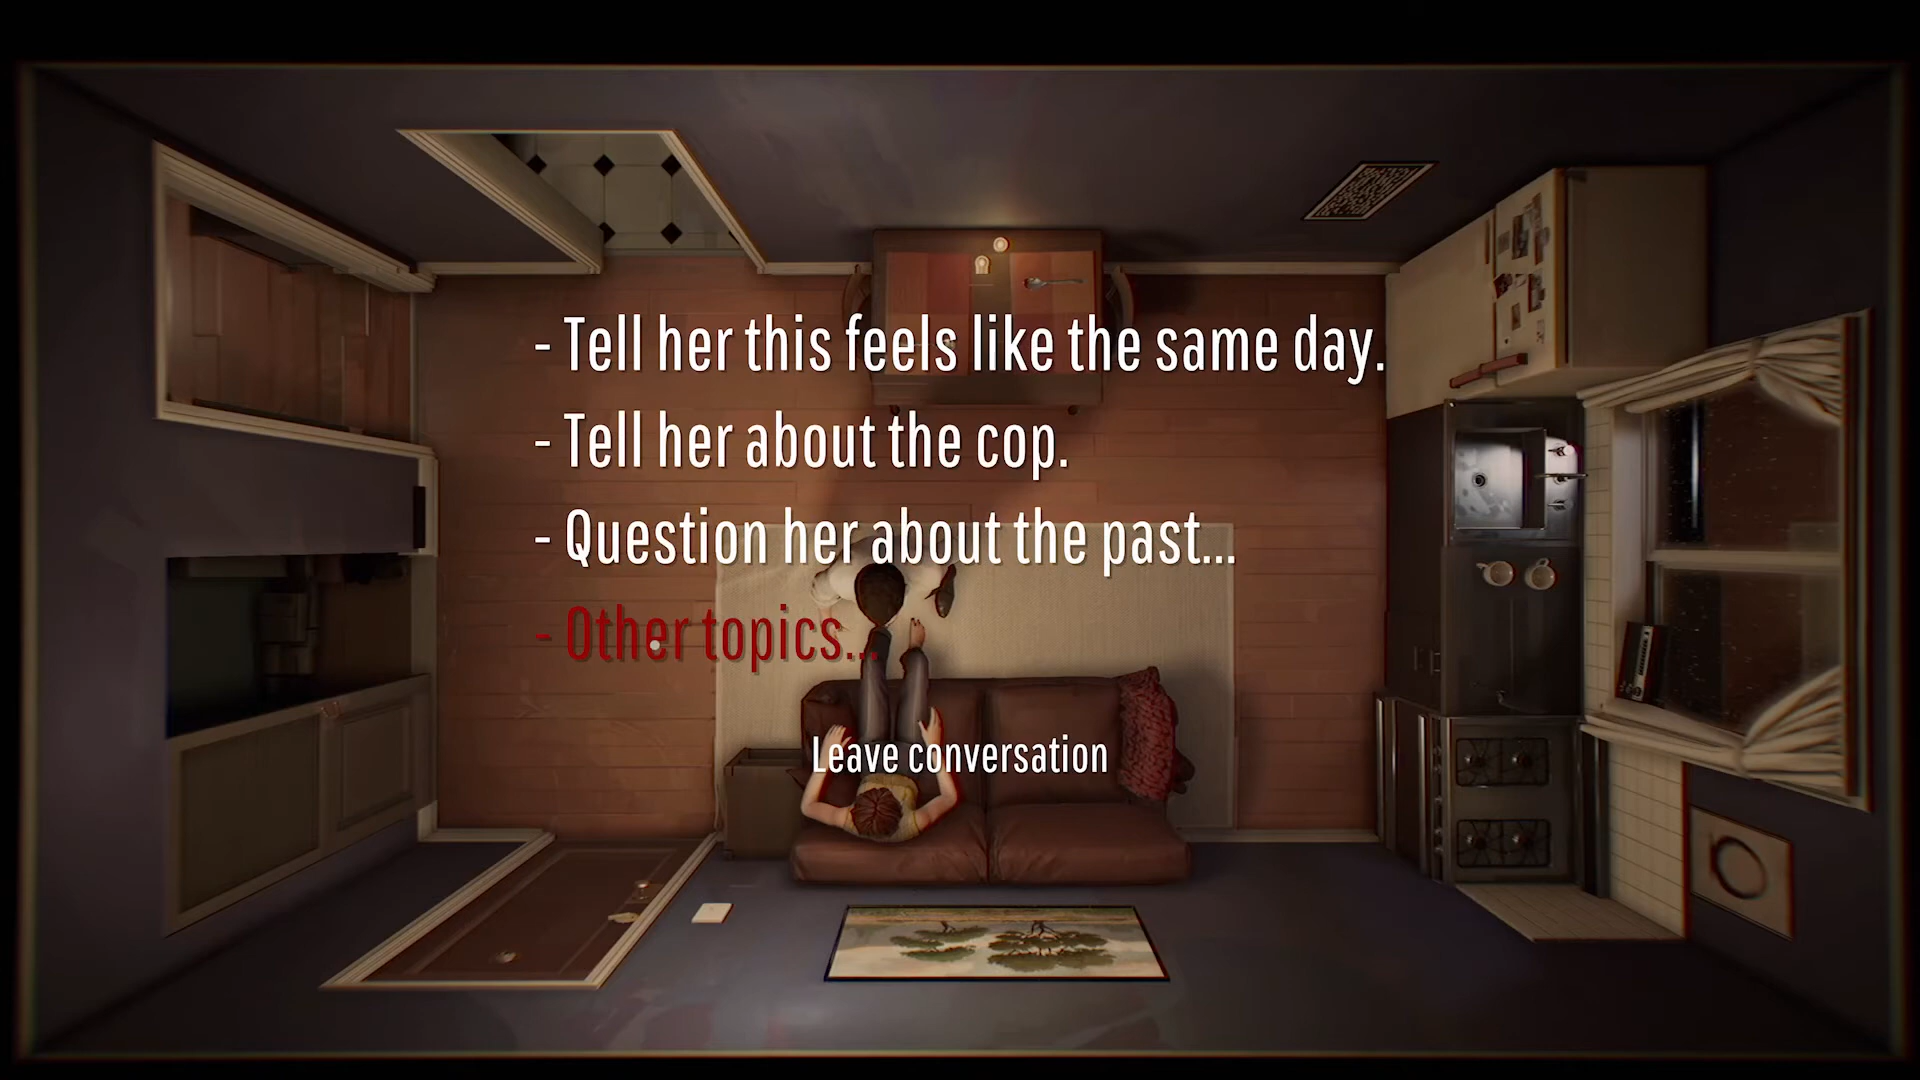 - Tell her this feels like the same day.
- Tell her about the cop.
- Question her about the past...
- Other topics...
Leave conversation